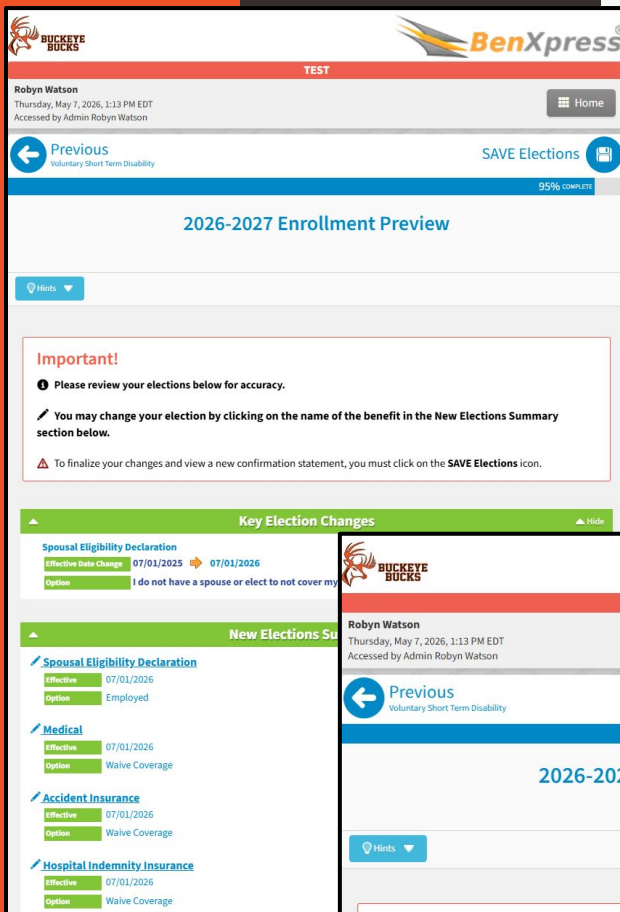 BUCKEYE
BUCKS
BenXpress
TEST
Robyn Watson
Thursday, May 7, 2026, 1:13 PM EDT
Accessed by Admin Robyn Watson
Home
Previous
Voluntary Short Term Disability
SAVE Elections
95% COMPLETE
2026-2027 Enrollment Preview
Hints
Important!
Please review your elections below for accuracy.
You may change your election by clicking on the name of the benefit in the New Elections Summary
section below.
To finalize your changes and view a new confirmation statement, you must click on the SAVE Elections icon.
Key Election Changes
Hide
Spousal Eligibility Declaration
Effective Date Change 07/01/2025 07/01/2026
Option I do not have a spouse or elect to not cover my
New Elections Su
Spousal Eligibility Declaration
Effective 07/01/2026
Option Employed
Medical
Effective 07/01/2026
Option Waive Coverage
Accident Insurance
Effective 07/01/2026
Option Waive Coverage
Hospital Indemnity Insurance
Effective 07/01/2026
Option Waive Coverage
BUCKEYE
BUCKS
Robyn Watson
Thursday, May 7, 2026, 1:13 PM EDT
Accessed by Admin Robyn Watson
Previous
Voluntary Short Term Disability
2026-202
Hints